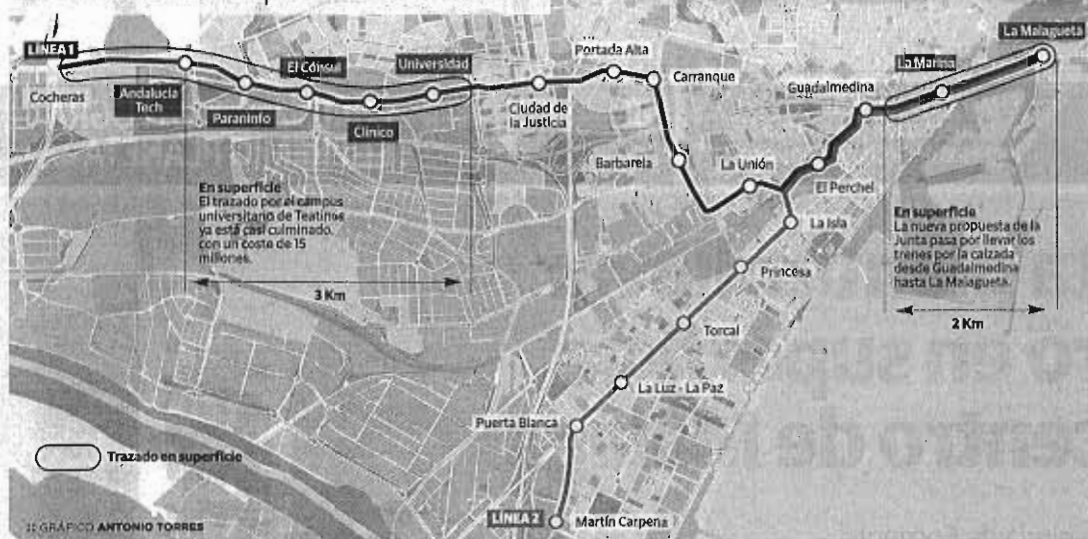 LÍNEA 1
Cocheras
Andalucía
Tech
Paraninfo
El Cónsul
Clínico
Universidad
Ciudad de
la Justicia
Portada Alta
Carranque
Barbarela
La Unión
El Perchel
Guadalmedina
La Marina
La Malagueta
La Isla
Princesa
Torcal
La Luz - La Paz
Puerta Blanca
LÍNEA 2
Martín Carpena
En superficie
El trazado por el campus
universitario de Teatinos
ya está casi culminado,
con un coste de 15
millones.
3 Km
En superficie
La nueva propuesta de la
Junta pasa por llevar los
trenes por la calzada
desde Guadalmedina
hasta La Malagueta.
2 Km
Trazado en superficie
:: GRÁFICO ANTONIO TORRES